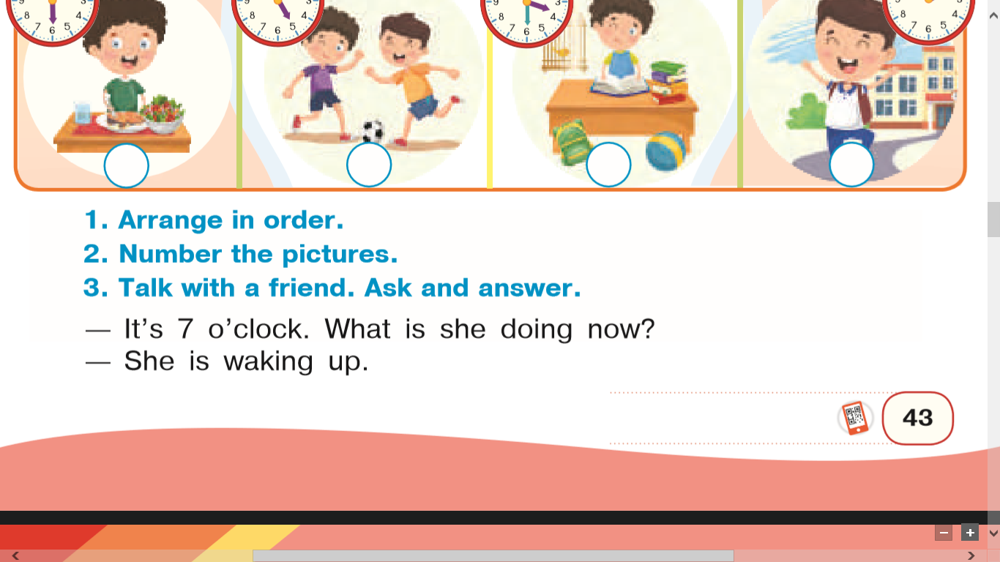 9 3 8 4 7 6 5
9 3 8 4 7 6 5
9 3 8 4 7 6 5
8 4 7 6 5
1. Arrange in order.
2. Number the pictures.
3. Talk with a friend. Ask and answer.
— It’s 7 o’clock. What is she doing now?
— She is waking up.
43